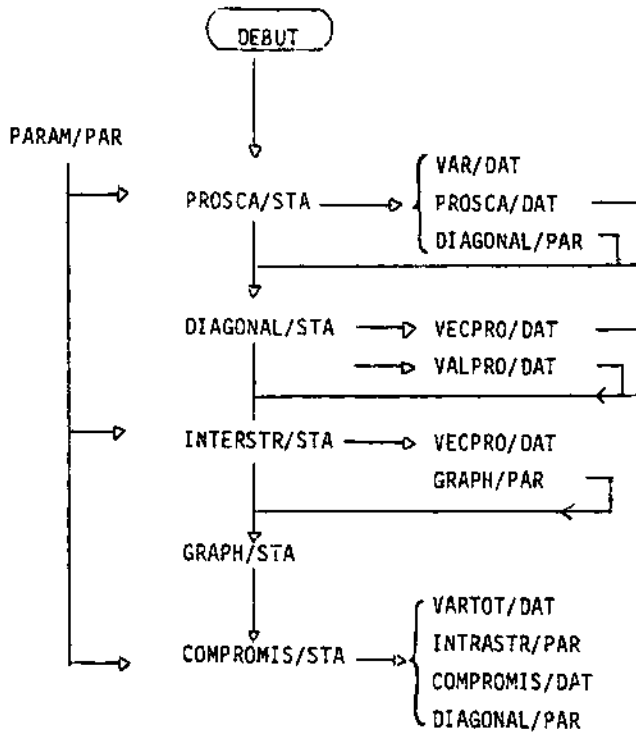 DEBUT
PARAM/PAR
VAR/DAT
PROSCA/STA
PROSCA/DAT
DIAGONAL/PAR
DIAGONAL/STA
VECPRO/DAT
VALPRO/DAT
INTERSTR/STA
VECPRO/DAT
GRAPH/PAR
GRAPH/STA
VARTOT/DAT
INTRASTR/PAR
COMPROMIS/STA
COMPROMIS/DAT
DIAGONAL/PAR